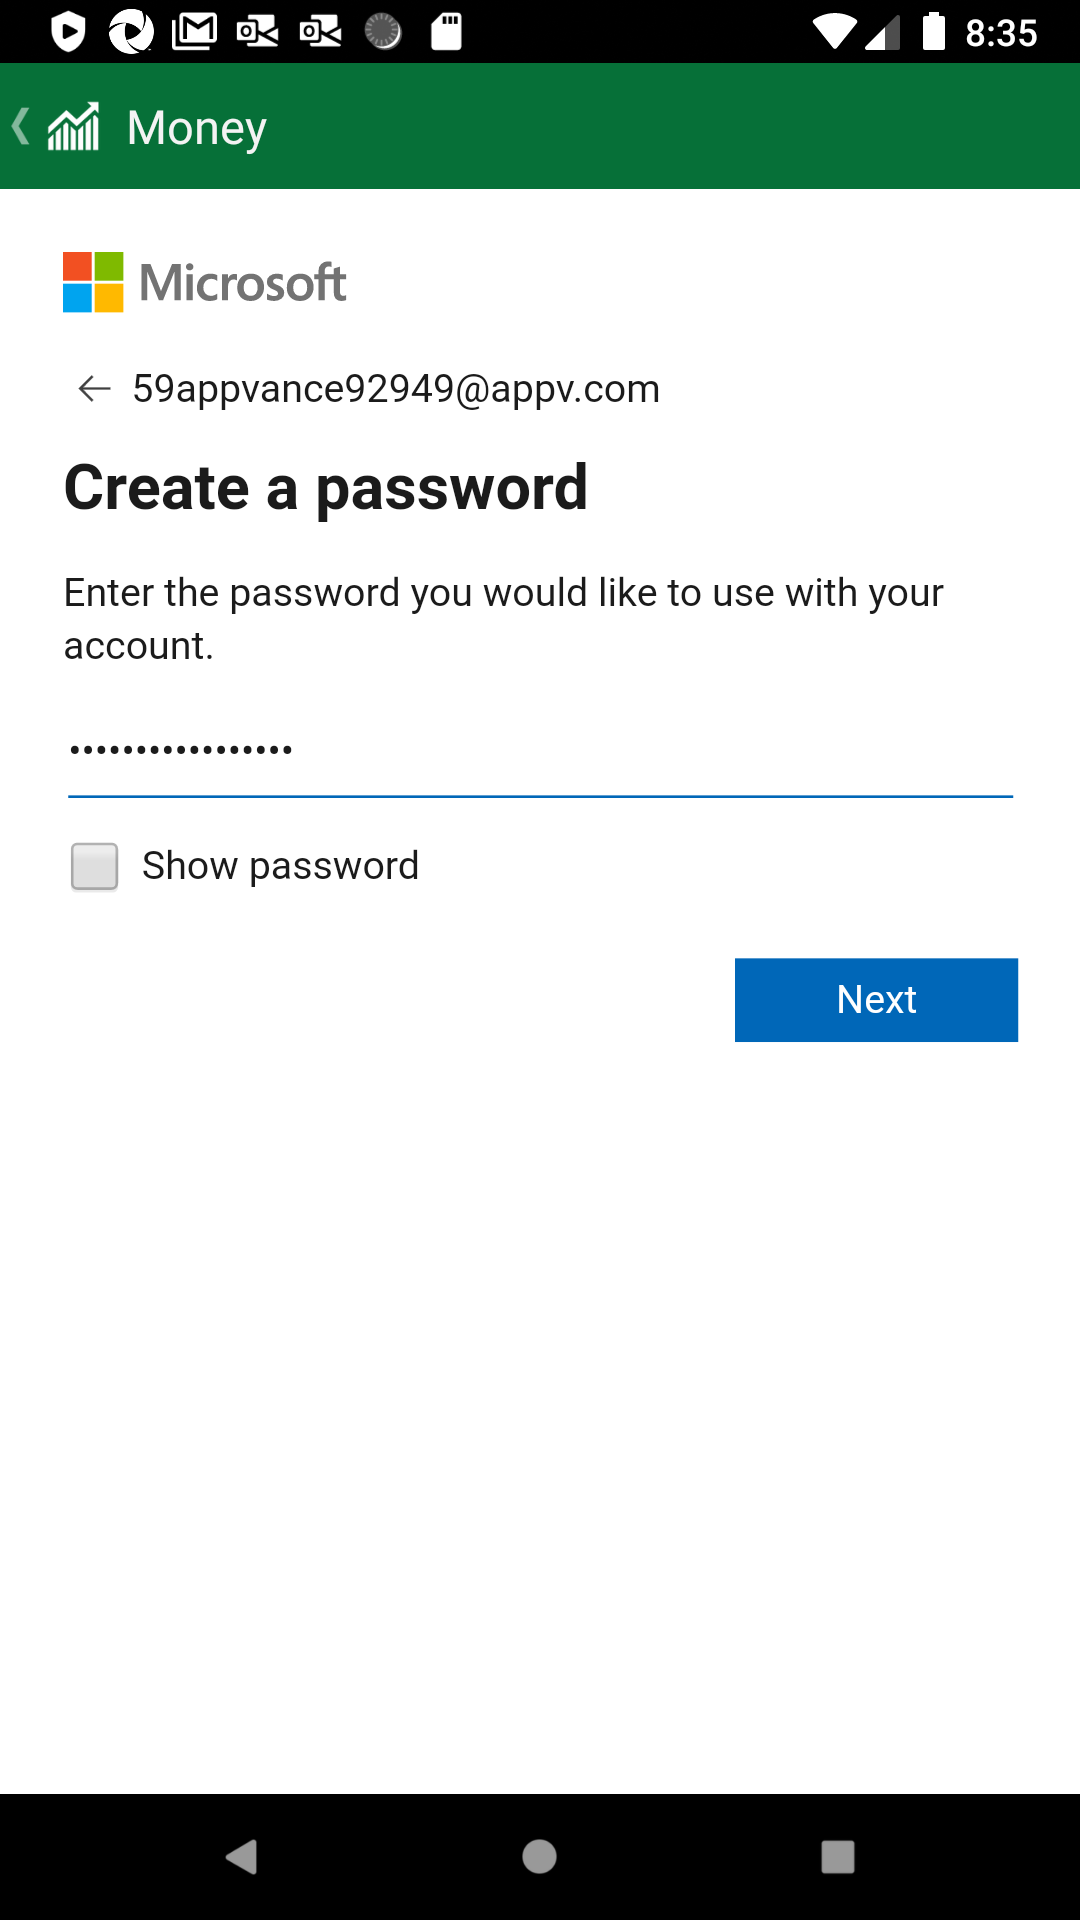 8:35
Money
Microsoft
59appvance92949@appv.com
Create a password
Enter the password you would like to use with your
account.
•••••••••••••••••
Show password
Next